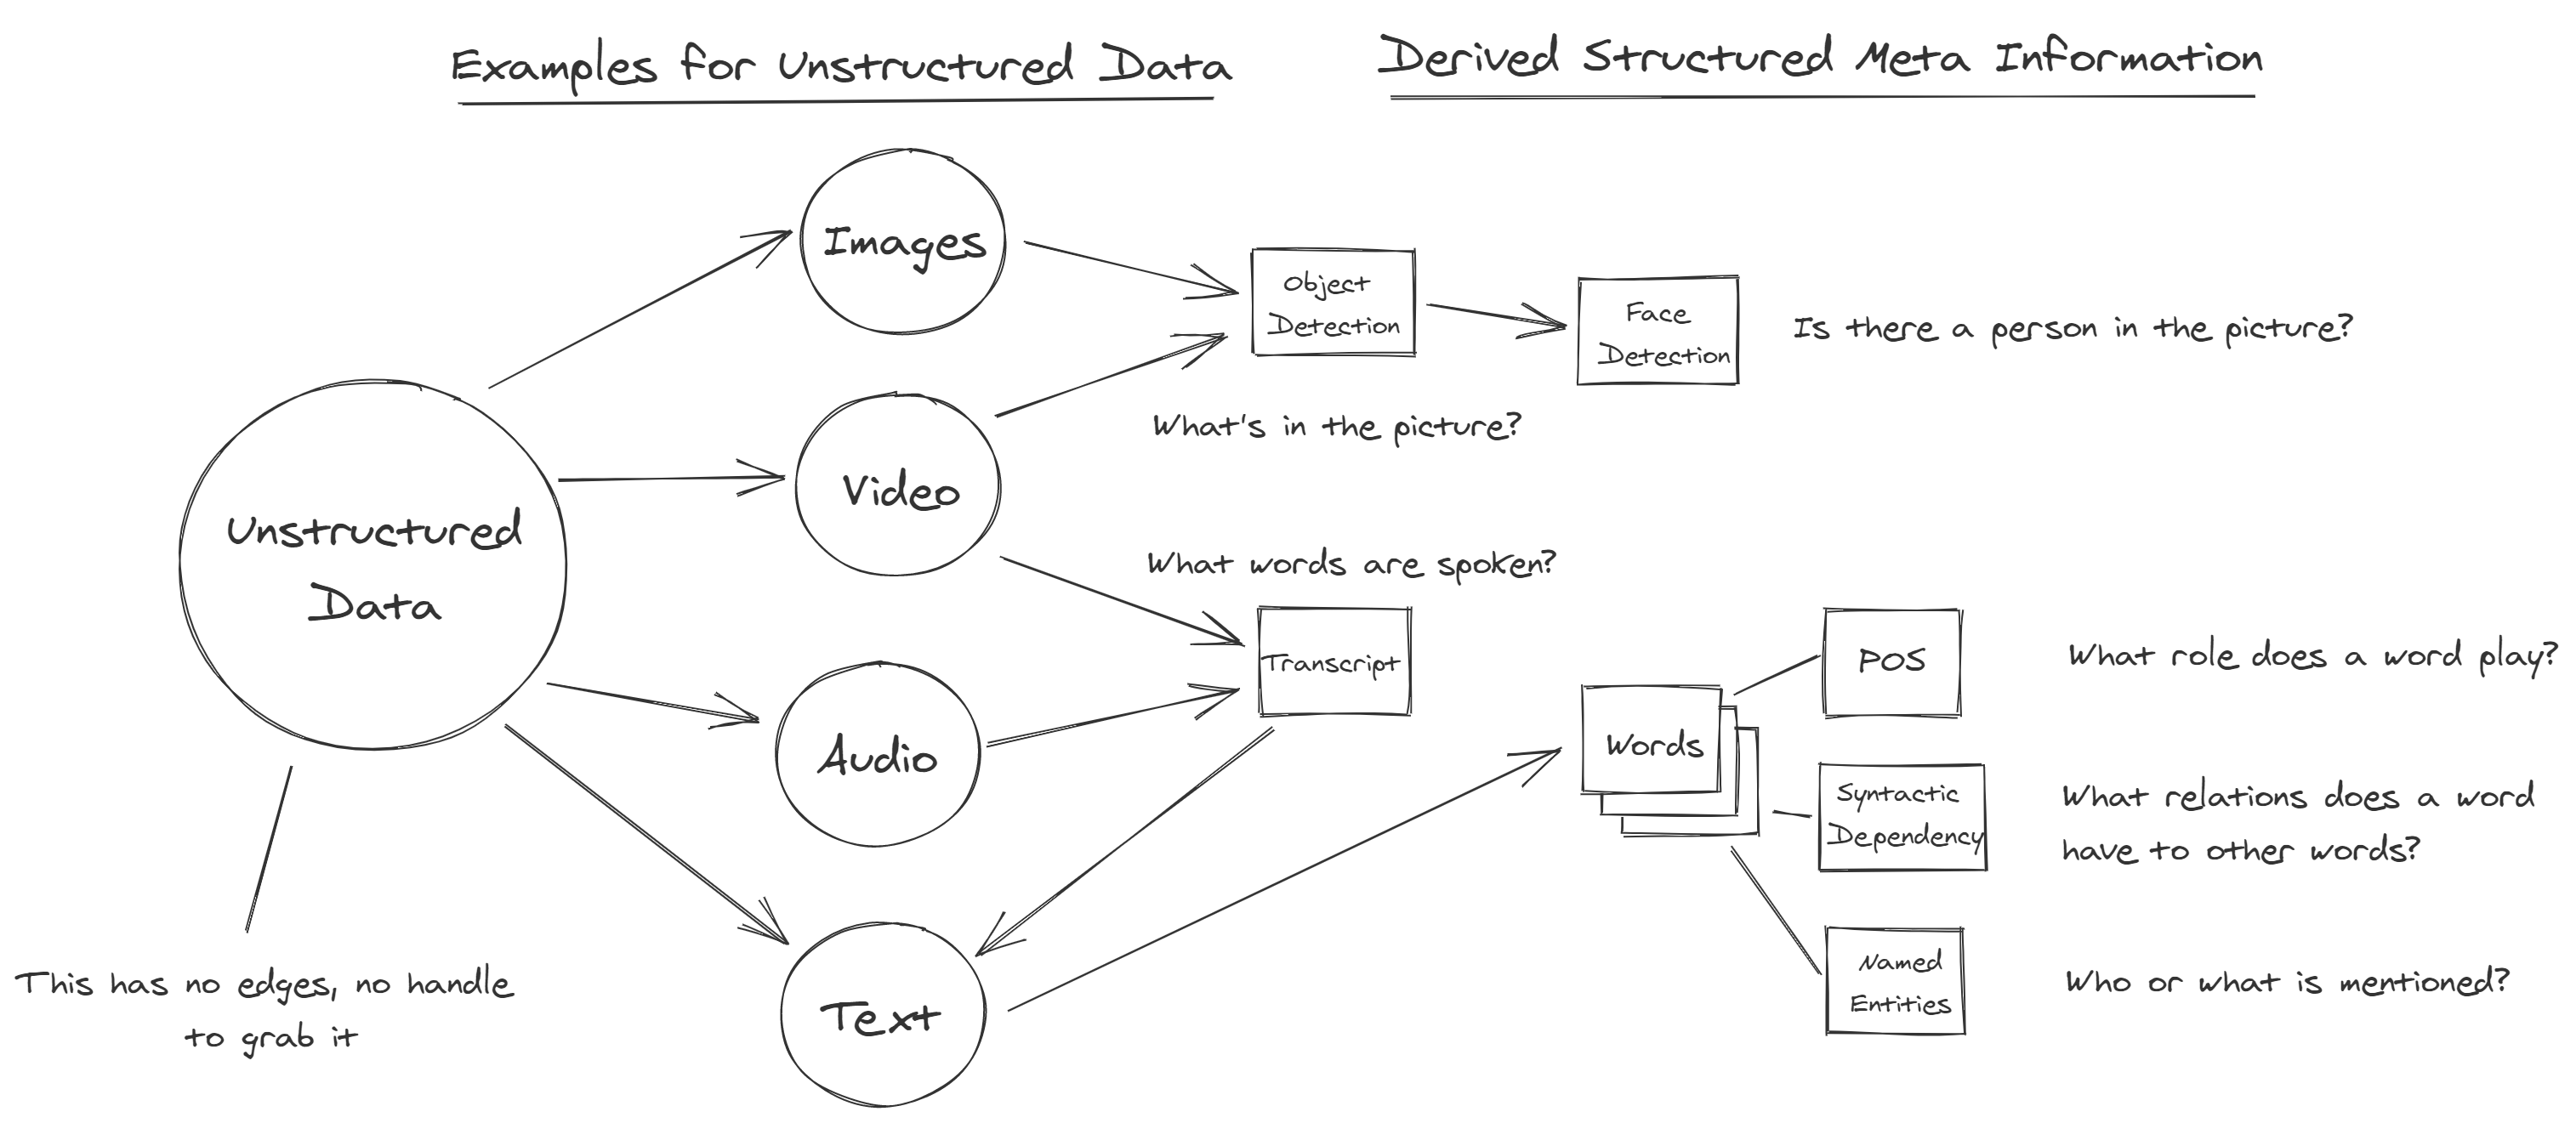 Examples for Unstructured Data
Derived Structured Meta Information
Images
Object
Detection
Face
Detection
Is there a person in the picture?
What's in the picture?
Video
Unstructured
Data
What words are spoken?
Transcript
POS
What role does a word play?
Words
Audio
Syntactic
Dependency
What relations does a word
have to other words?
This has no edges, no handle
to grab it
Text
Named
Entities
Who or what is mentioned?